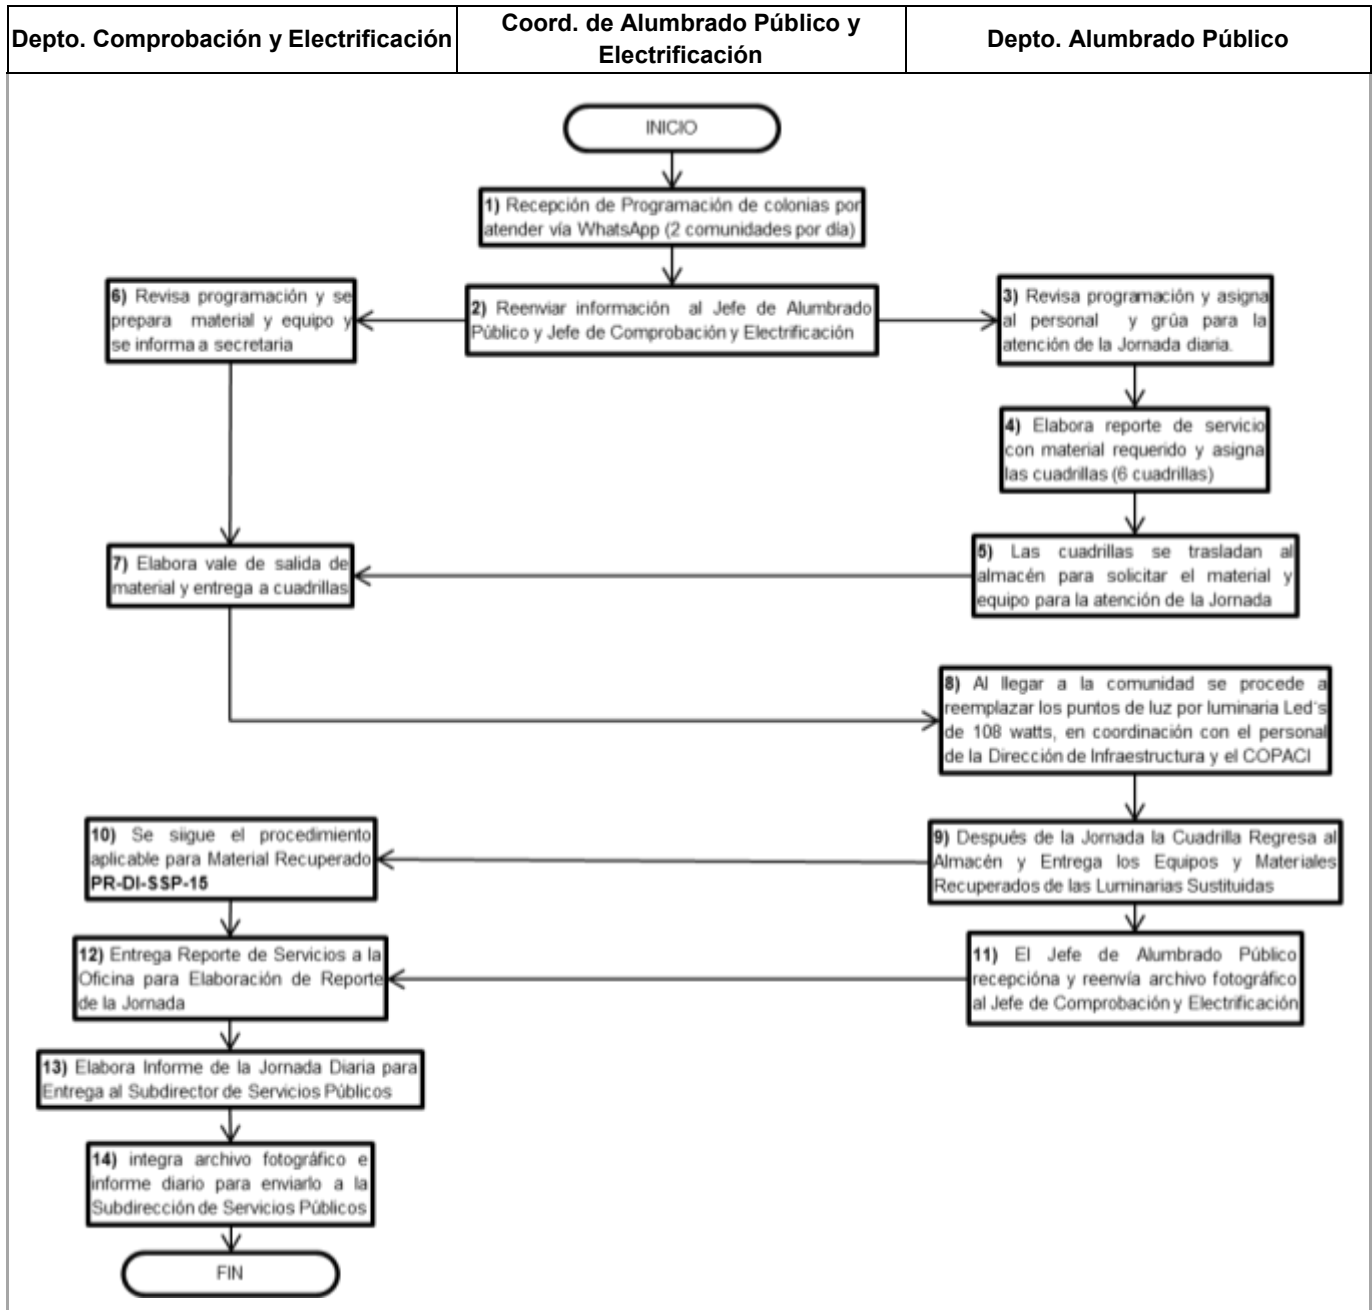 Depto. Comprobación y Electrificación
Coord. de Alumbrado Público y
Electrificación
Depto. Alumbrado Público
INICIO
1) Recepción de Programación de colonias por
atender vía WhatsApp (2 comunidades por día)
2) Reenviar información al Jefe de Alumbrado
Público y Jefe de Comprobación y Electrificación
3) Revisa programación y asigna
al personal y grúa para la
atención de la Jornada diaria.
4) Elabora reporte de servicio
con material requerido y asigna
las cuadrillas (6 cuadrillas)
5) Las cuadrillas se trasladan al
almacén para solicitar el material y
equipo para la atención de la Jornada
6) Revisa programación y se
prepara material y equipo y
se informa a secretaria
7) Elabora vale de salida de
material y entrega a cuadrillas
8) Al llegar a la comunidad se procede a
reemplazar los puntos de luz por luminaria Led´s
de 108 watts, en coordinación con el personal
de la Dirección de Infraestructura y el COPACI
9) Después de la Jornada la Cuadrilla Regresa al
Almacén y Entrega los Equipos y Materiales
Recuperados de las Luminarias Sustituidas
10) Se siigue el procedimiento
aplicable para Material Recuperado
PR-DI-SSP-15
11) El Jefe de Alumbrado Público
recepcióna y reenvía archivo fotográfico
al Jefe de Comprobación y Electrificación
12) Entrega Reporte de Servicios a la
Oficina para Elaboración de Reporte
de la Jornada
13) Elabora Informe de la Jornada Diaria para
Entrega al Subdirector de Servicios Públicos
14) integra archivo fotográfico e
informe diario para enviarlo a la
Subdirección de Servicios Públicos
FIN